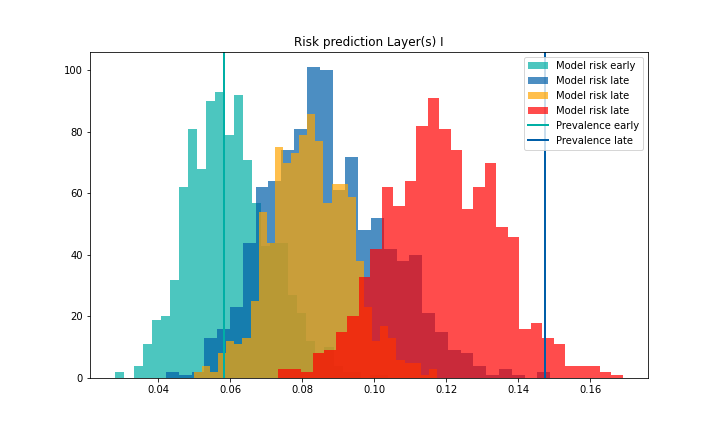 Risk prediction Layer(s) I
Model risk early
Model risk late
Model risk late
Model risk late
Prevalence early
Prevalence late
100
80
60
40
20
0
0.04 0.06 0.08 0.10 0.12 0.14 0.16